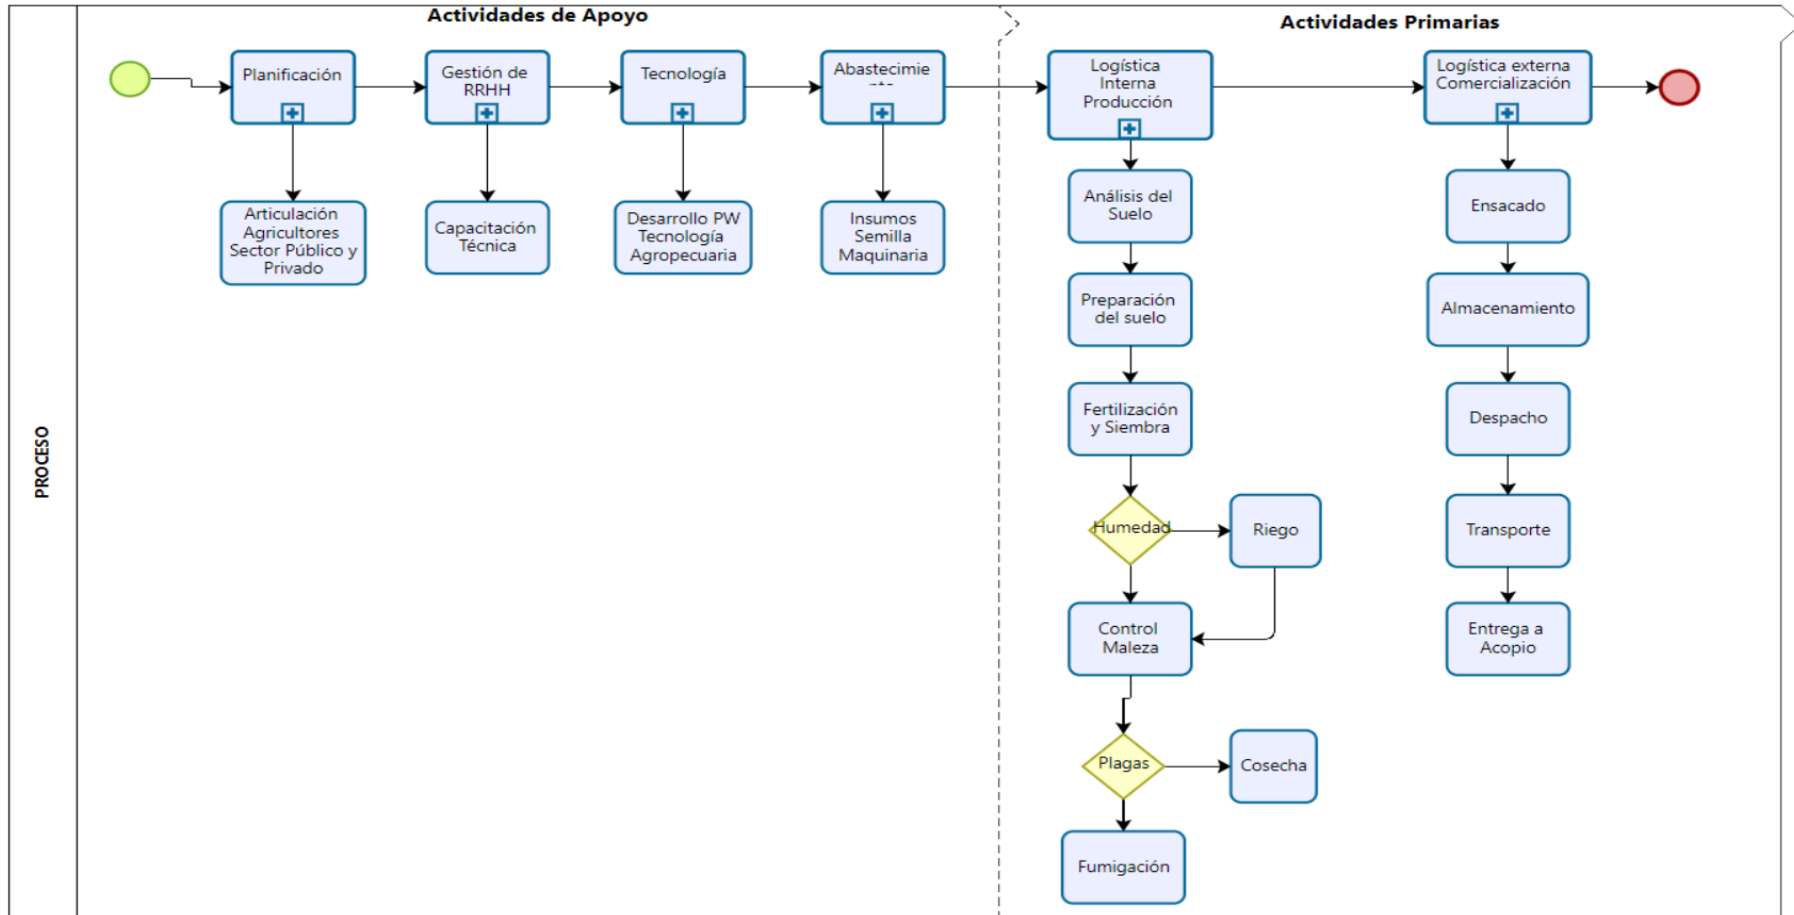 Actividades de Apoyo
Actividades Primarias
PROCESO
Planificación
Gestión de
RRHH
Tecnología
Abastecimie
Logística
Interna
Producción
Logística externa
Comercialización
Articulación
Agricultores
Sector Público y
Privado
Capacitación
Técnica
Desarrollo PW
Tecnología
Agropecuaria
Insumos
Semilla
Maquinaria
Análisis del
Suelo
Ensacado
Preparación
del suelo
Almacenamiento
Fertilización
y Siembra
Despacho
Humedad
Riego
Transporte
Control
Maleza
Entrega a
Acopio
Plagas
Cosecha
Fumigación